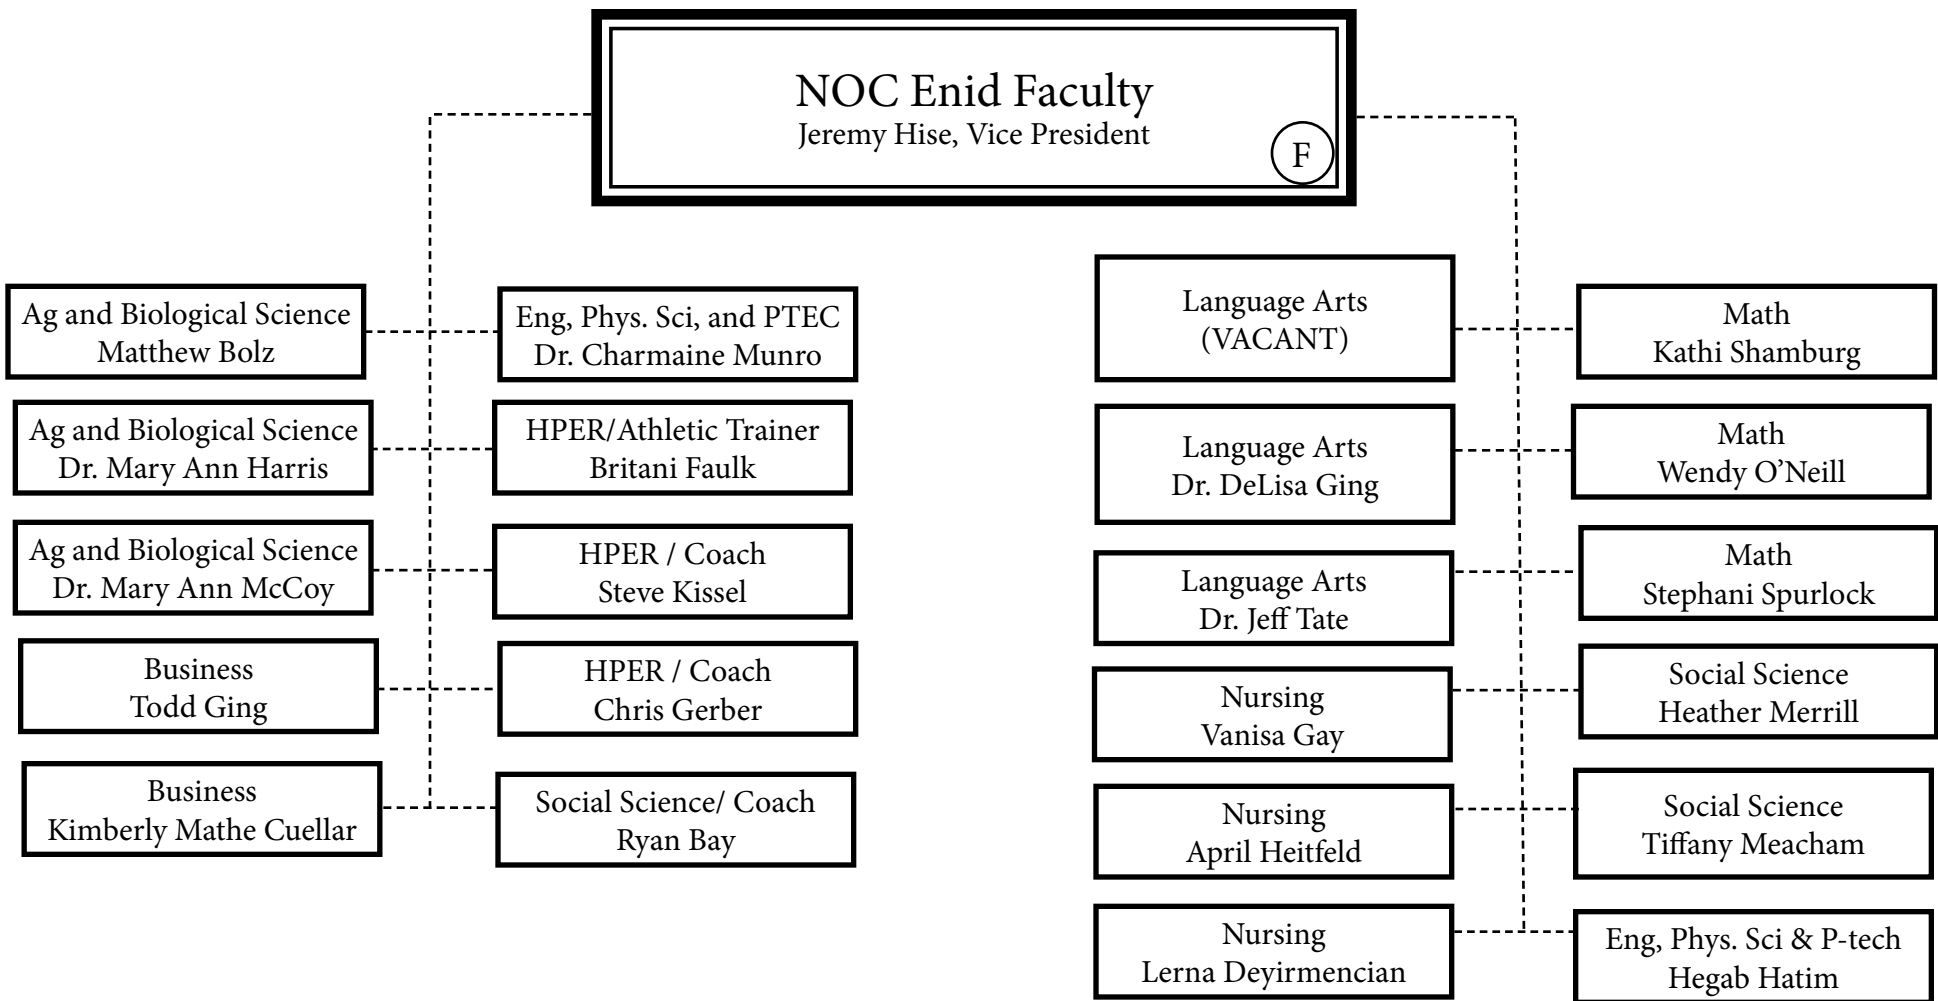 NOC Enid Faculty
Jeremy Hise, Vice President
F
Ag and Biological Science
Matthew Bolz
Eng, Phys. Sci, and PTEC
Dr. Charmaine Munro
Ag and Biological Science
Dr. Mary Ann Harris
HPER/Athletic Trainer
Britani Faulk
Ag and Biological Science
Dr. Mary Ann McCoy
HPER / Coach
Steve Kissel
Business
Todd Ging
HPER / Coach
Chris Gerber
Business
Kimberly Mathe Cuellar
Social Science/ Coach
Ryan Bay
Language Arts
(VACANT)
Math
Kathi Shamburg
Language Arts
Dr. DeLisa Ging
Math
Wendy O’Neill
Language Arts
Dr. Jeff Tate
Math
Stephani Spurlock
Nursing
Vanisa Gay
Social Science
Heather Merrill
Nursing
April Heitfeld
Social Science
Tiffany Meacham
Nursing
Lerna Deyirmencian
Eng, Phys. Sci & P-tech
Hegab Hatim